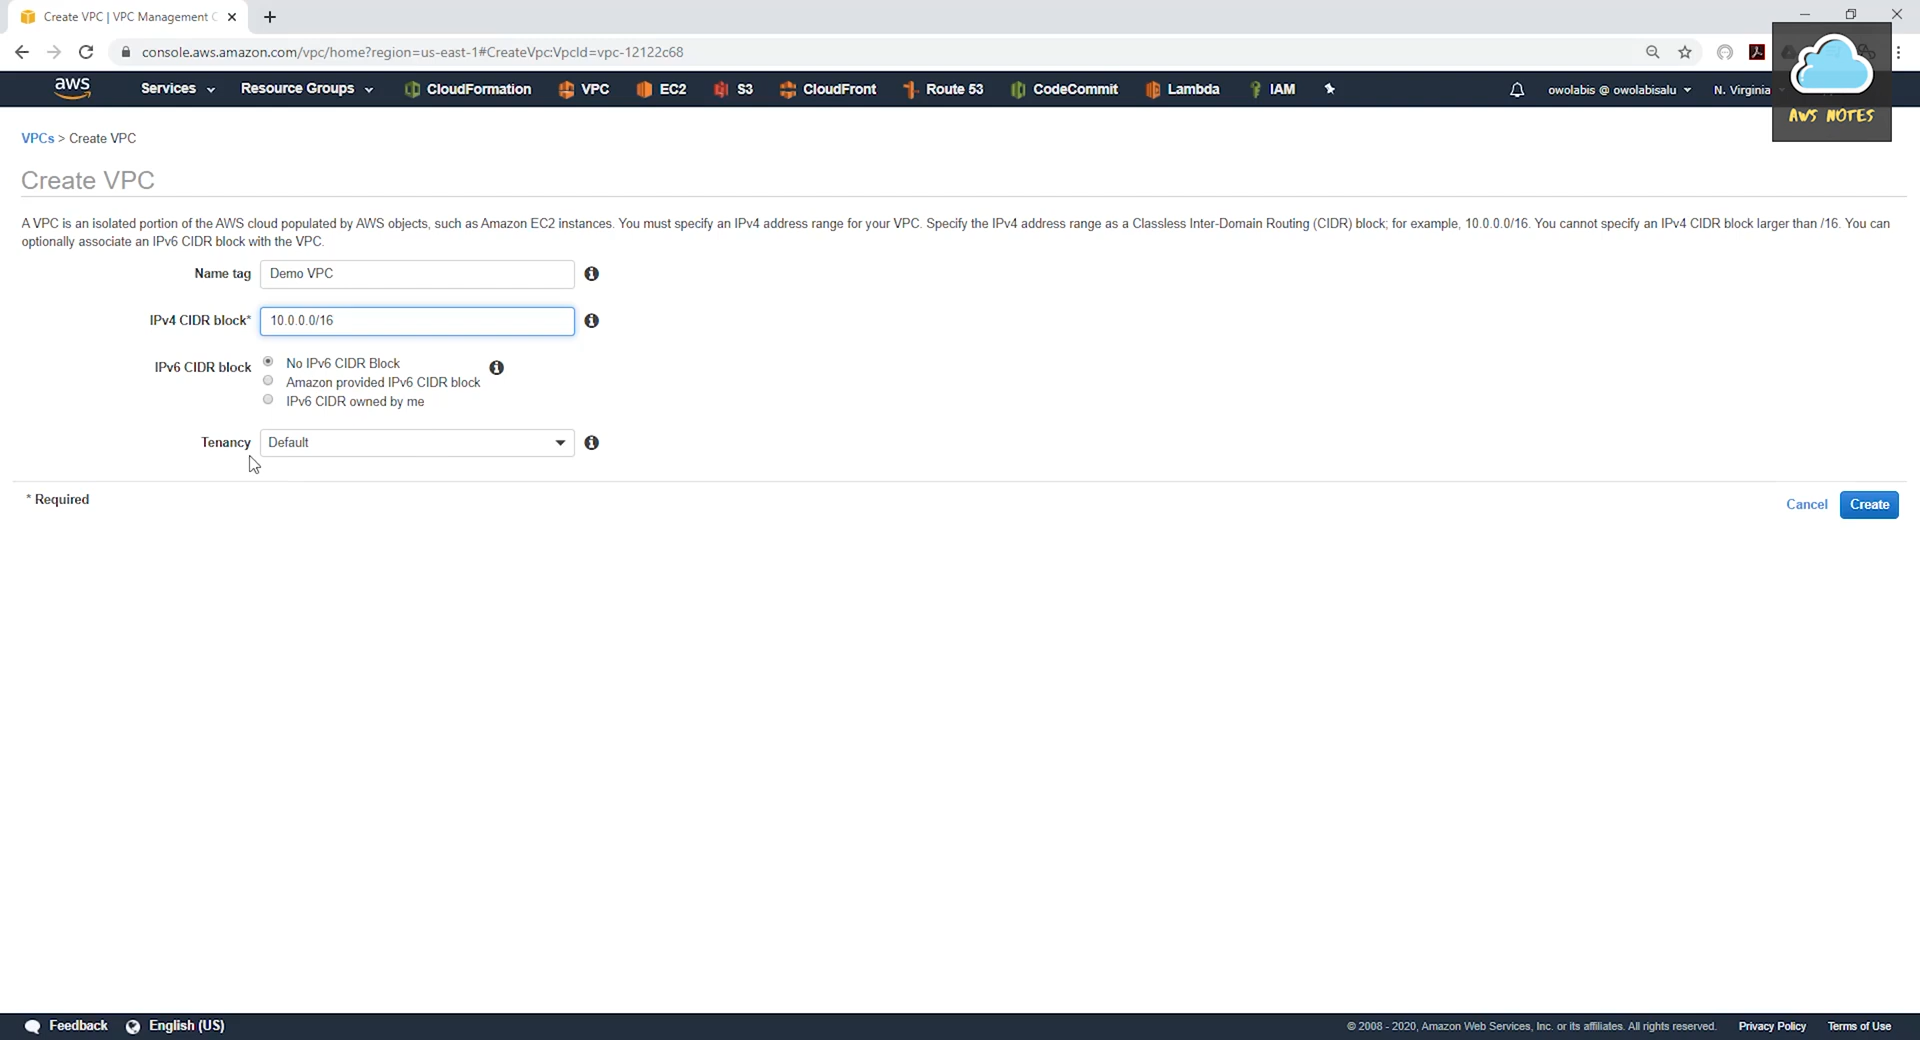 Create VPC | VPC Management C
console.aws.amazon.com/vpc/home?region=us-east-1#CreateVpc:VpcId=vpc-12122c68
aws Services Resource Groups CloudFormation VPC EC2 S3 CloudFront Route 53 CodeCommit Lambda IAM owolabis @ owolabisalu N. Virginia
AWS NOTES
VPCs > Create VPC
Create VPC
A VPC is an isolated portion of the AWS cloud populated by AWS objects, such as Amazon EC2 instances. You must specify an IPv4 address range for your VPC. Specify the IPv4 address range as a Classless Inter-Domain Routing (CIDR) block; for example, 10.0.0.0/16. You cannot specify an IPv4 CIDR block larger than /16. You can
optionally associate an IPv6 CIDR block with the VPC.
Name tag Demo VPC
IPv4 CIDR block* 10.0.0.0/16
IPv6 CIDR block No IPv6 CIDR Block
Amazon provided IPv6 CIDR block
IPv6 CIDR owned by me
Tenancy Default
* Required Cancel Create
Feedback English (US) © 2008 - 2020, Amazon Web Services, Inc. or its affiliates. All rights reserved. Privacy Policy Terms of Use